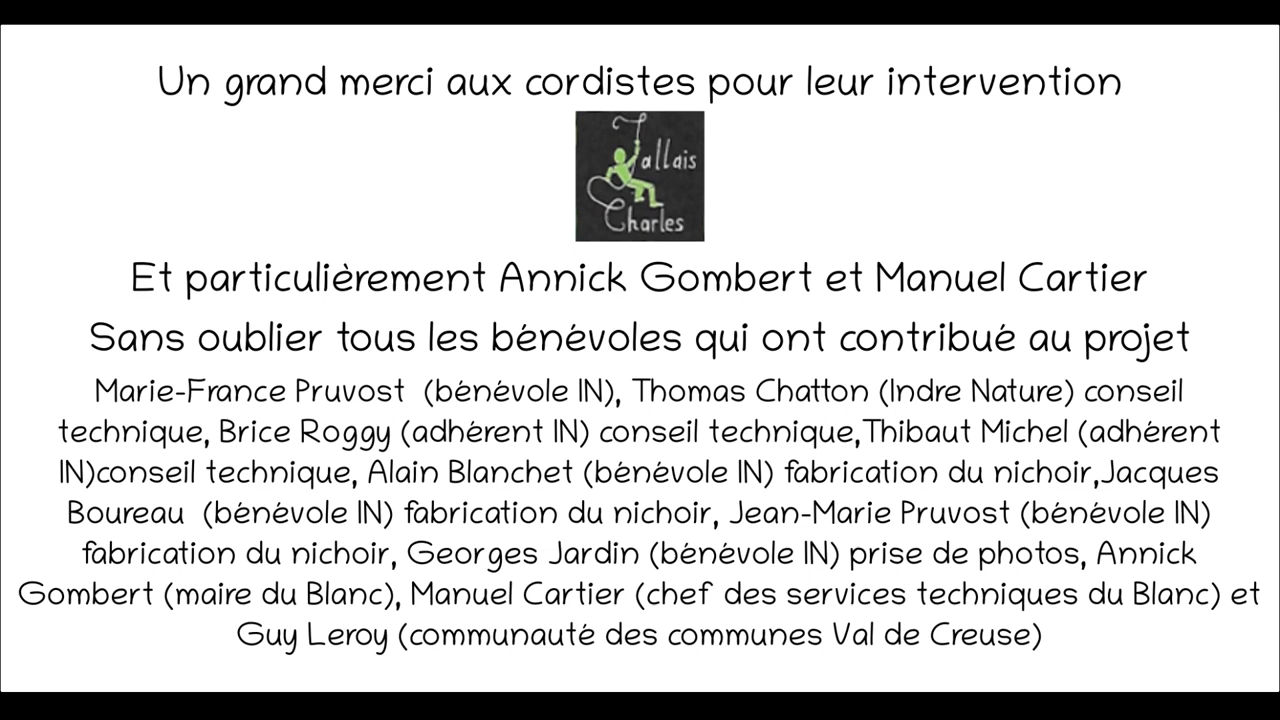 Un grand merci aux cordistes pour leur intervention
Jallais
Charles
Et particulièrement Annick Gombert et Manuel Cartier
Sans oublier tous les bénévoles qui ont contribué au projet
Marie-France Pruvost  (bénévole IN), Thomas Chatton (Indre Nature) conseil
technique, Brice Roggy (adhérent IN) conseil technique,Thibaut Michel (adhérent
IN)conseil technique, Alain Blanchet (bénévole IN) fabrication du nichoir,Jacques
Boureau  (bénévole IN) fabrication du nichoir, Jean-Marie Pruvost (bénévole IN)
fabrication du nichoir, Georges Jardin (bénévole IN) prise de photos, Annick
Gombert (maire du Blanc), Manuel Cartier (chef des services techniques du Blanc) et
Guy Leroy (communauté des communes Val de Creuse)